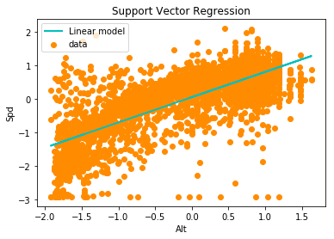 Support Vector Regression
Linear model
data
Spd
2
1
0
−1
−2
−3
−2.0 −1.5 −1.0 −0.5 0.0 0.5 1.0 1.5
Alt